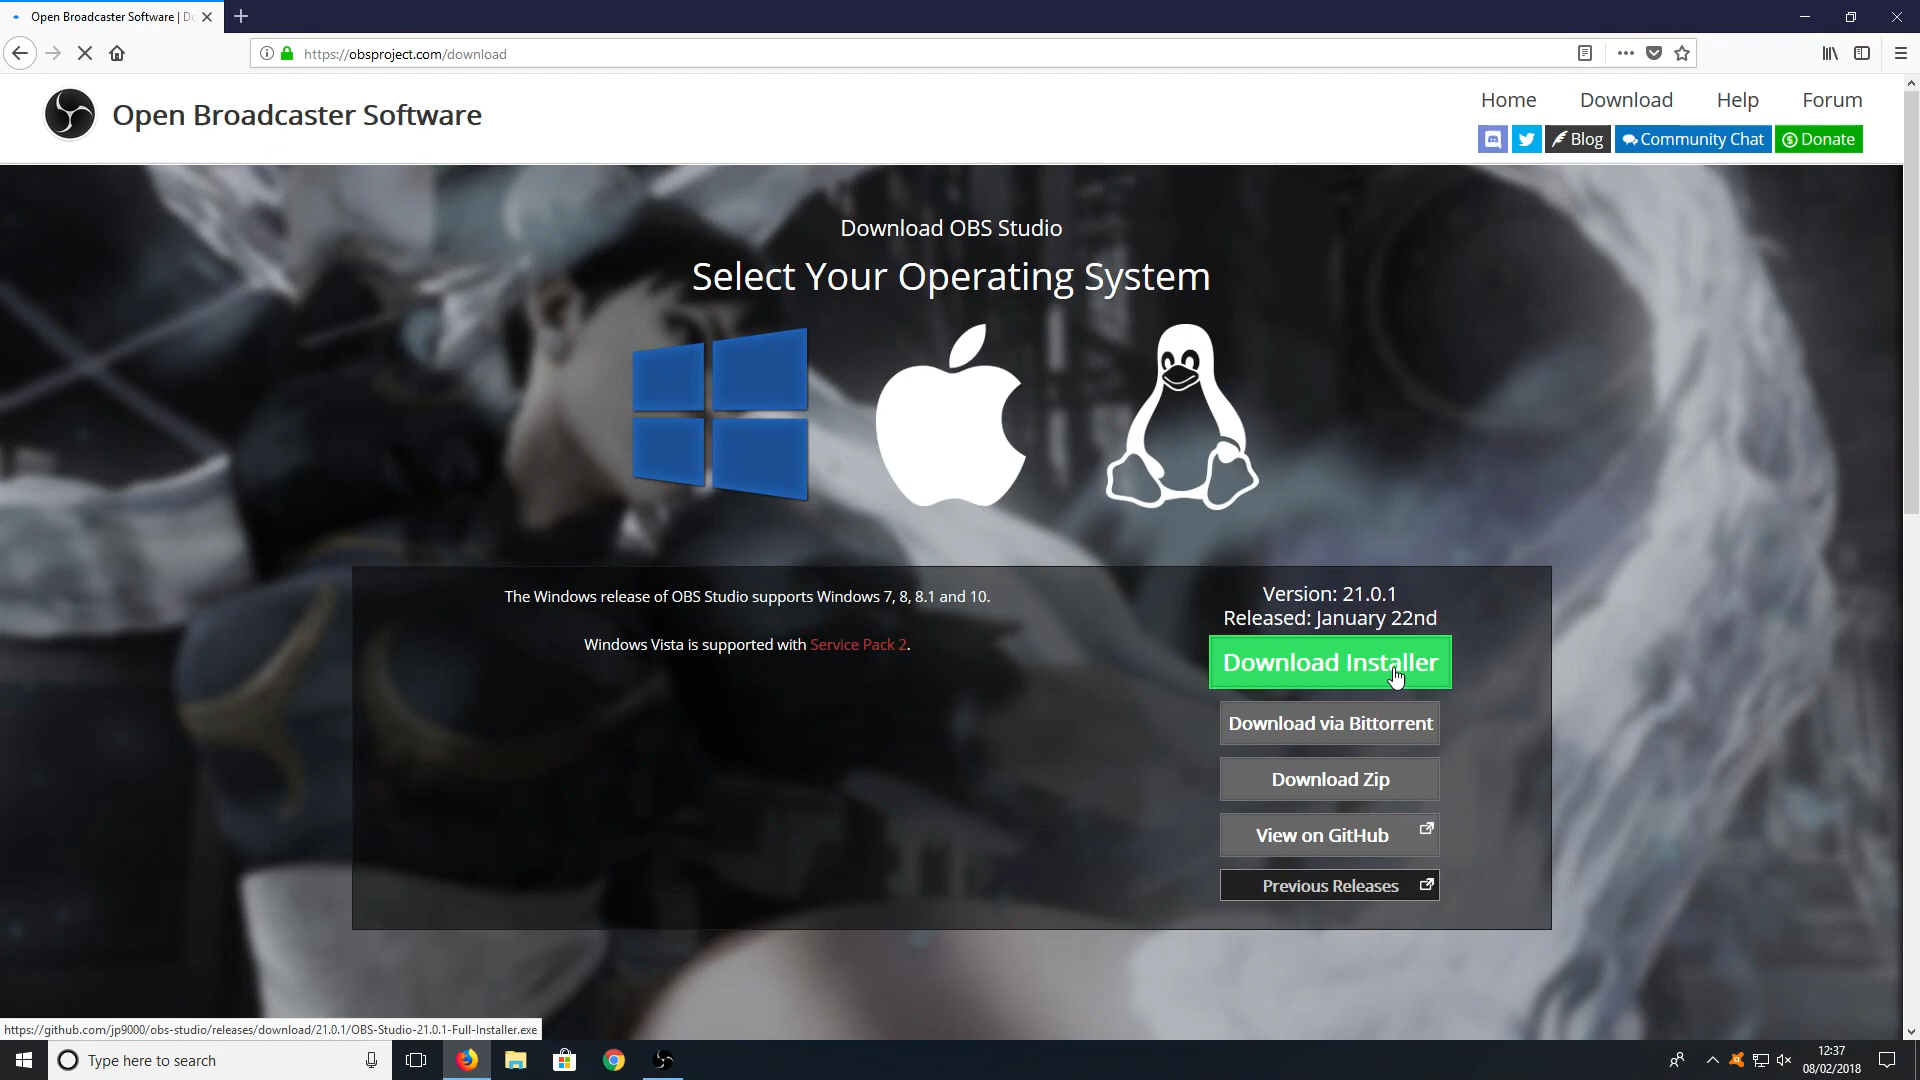 Open Broadcaster Software | Do
https://obsproject.com/download
Open Broadcaster Software
Home Download Help Forum
Blog Community Chat Donate
Download OBS Studio
Select Your Operating System
The Windows release of OBS Studio supports Windows 7, 8, 8.1 and 10.
Windows Vista is supported with Service Pack 2.
Version: 21.0.1
Released: January 22nd
Download Installer
Download via Bittorrent
Download Zip
View on GitHub
Previous Releases
https://github.com/jp9000/obs-studio/releases/download/21.0.1/OBS-Studio-21.0.1-Full-Installer.exe
Type here to search
12:37
08/02/2018